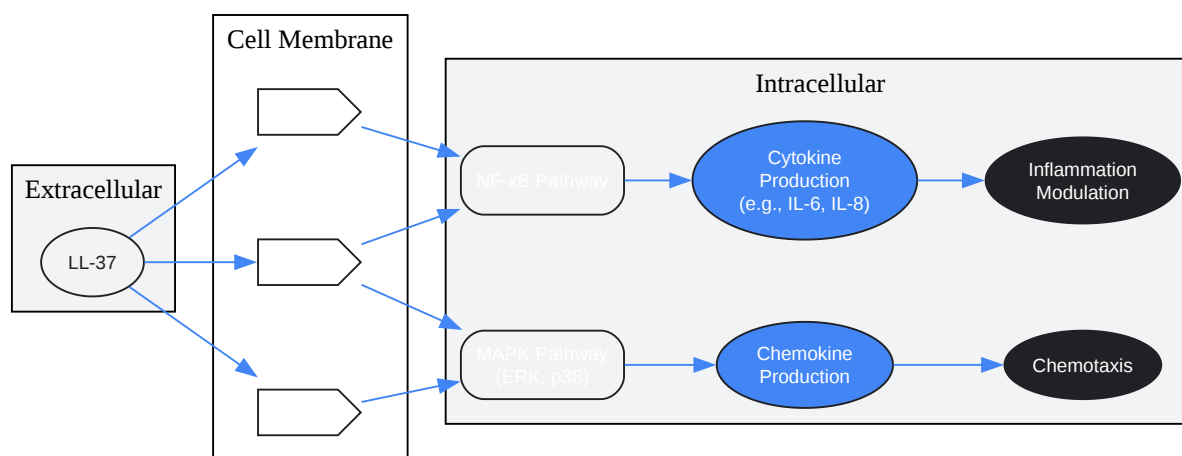 Cell Membrane
Intracellular
Extracellular
LL-37
NF-κB Pathway
Cytokine
Production
(e.g., IL-6, IL-8)
Inflammation
Modulation
MAPK Pathway
(ERK, p38)
Chemokine
Production
Chemotaxis